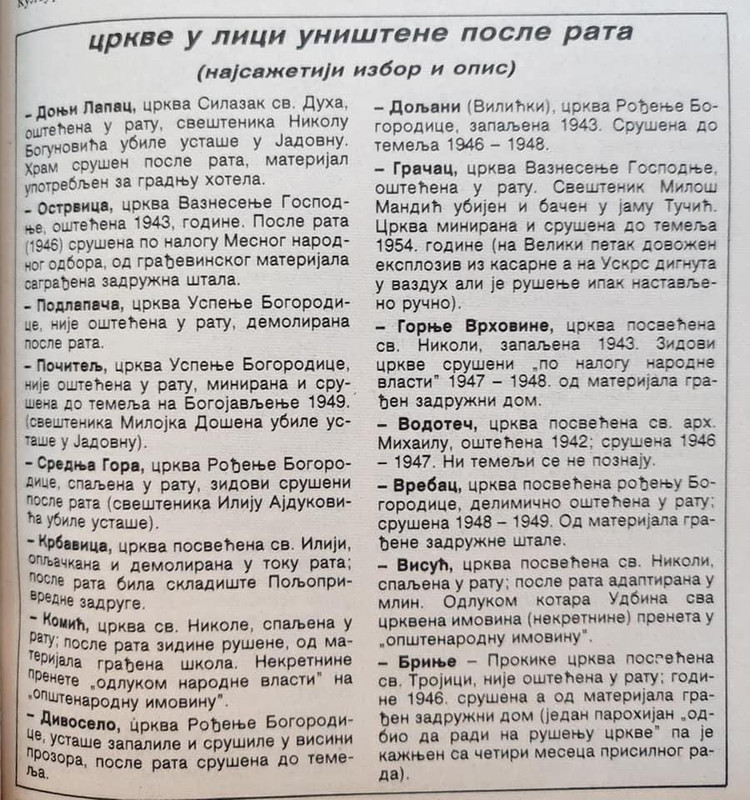 цркве у лици уништене после рата
(најсажетији избор и опис)
– Доњи Лапац, црква Силазак св. Духа,
оштећена у рату, свештеника Николу
Богуновића убиле усташе у Јадовну.
Храм срушен после рата, материјал
употребљен за градњу хотела.
– Острвица, црква Вазнесење Господ-
ње, оштећена 1943, године. После рата
(1946) срушена по налогу Месног народ-
ног одбора, од грађевинског материјала
саграђена задружна штала.
– Подлапача, црква Успење Богороди-
це, није оштећена у рату, демолирана
после рата.
– Почитељ, црква Успење Богородице,
није оштећена у рату, минирана и сру-
шена до темеља на Богојављење 1949.
(свештеника Милојка Дошена убиле ус-
таше у Јадовну).
– Средња Гора, црква Рођење Богоро-
дице, спаљена у рату, зидови срушени
после рата (свештеника Илију Ајдукови-
ћа убиле усташе).
– Крбавица, црква посвећена св. Илији,
опљачкана и демолирана у току рата;
после рата била складиште Пољопри-
вредне задруге.
– Комић, црква св. Николе, спаљена у
рату; после рата зидине рушене, од ма-
теријала грађена школа. Некретнине
пренете „одлуком народне власти" на
„општенародну имовину".
– Дивосело, црква Рођење Богороди-
це, усташе запалиле и срушиле у висини
прозора, после рата срушена до теме-
ља.
– Дољани (Вилићки), црква Рођење Бо-
городице, запаљена 1943. Срушена до
темеља 1946 – 1948.
– Грачац, црква Вазнесење Господње,
оштећена у рату. Свештеник Милош
Мандић убијен и бачен у јаму Тучић.
Црква минирана и срушена до темеља
1954. године (на Велики петак довожен
експлозив из касарне а на Ускрс дигнута
у ваздух али је рушење ипак настављe-
но ручно).
– Горње Врховине, црква посвећена
св. Николи, запаљена 1943. Зидови
цркве срушени „по налогу народне
власти" 1947 – 1948. од материјала гра-
ђен задружни дом.
– Водотеч, црква посвећена св. арх.
Михаилу, оштећена 1942; срушена 1946
– 1947. Ни темељи се не познају.
– Вребац, црква посвећена рођењу Бо-
городице, делимично оштећена у рату;
срушена 1948 – 1949. Од материјала гра-
ђене задружне штале.
– Висућ, црква посвећена св. Николи,
спаљена у рату; после рата адаптирана у
млин. Одлуком котара Удбина сва
црквена имовина (некретнине) пренета у
„општенародну имовину".
– Бриње – Прокике црква посвећена
св. Тројици, није оштећена у рату; годи-
не 1946. срушена а од материјала гра-
ђен задружни дом (један парохијан „од-
био да ради на рушењу цркве" па је
кажњен са четири месеца присилног ра-
да).